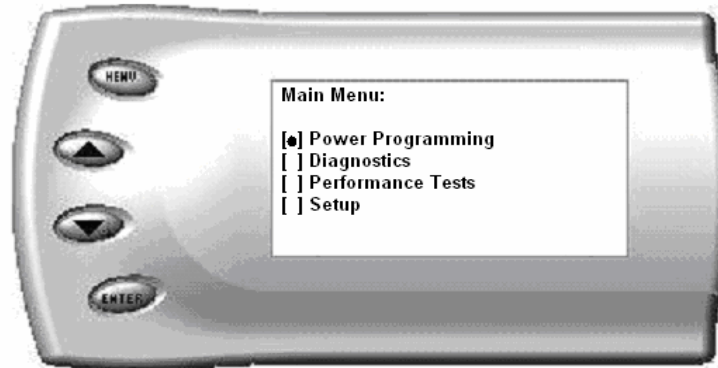 MENU
Main Menu:
[●] Power Programming
[ ] Diagnostics
[ ] Performance Tests
[ ] Setup
ENTER